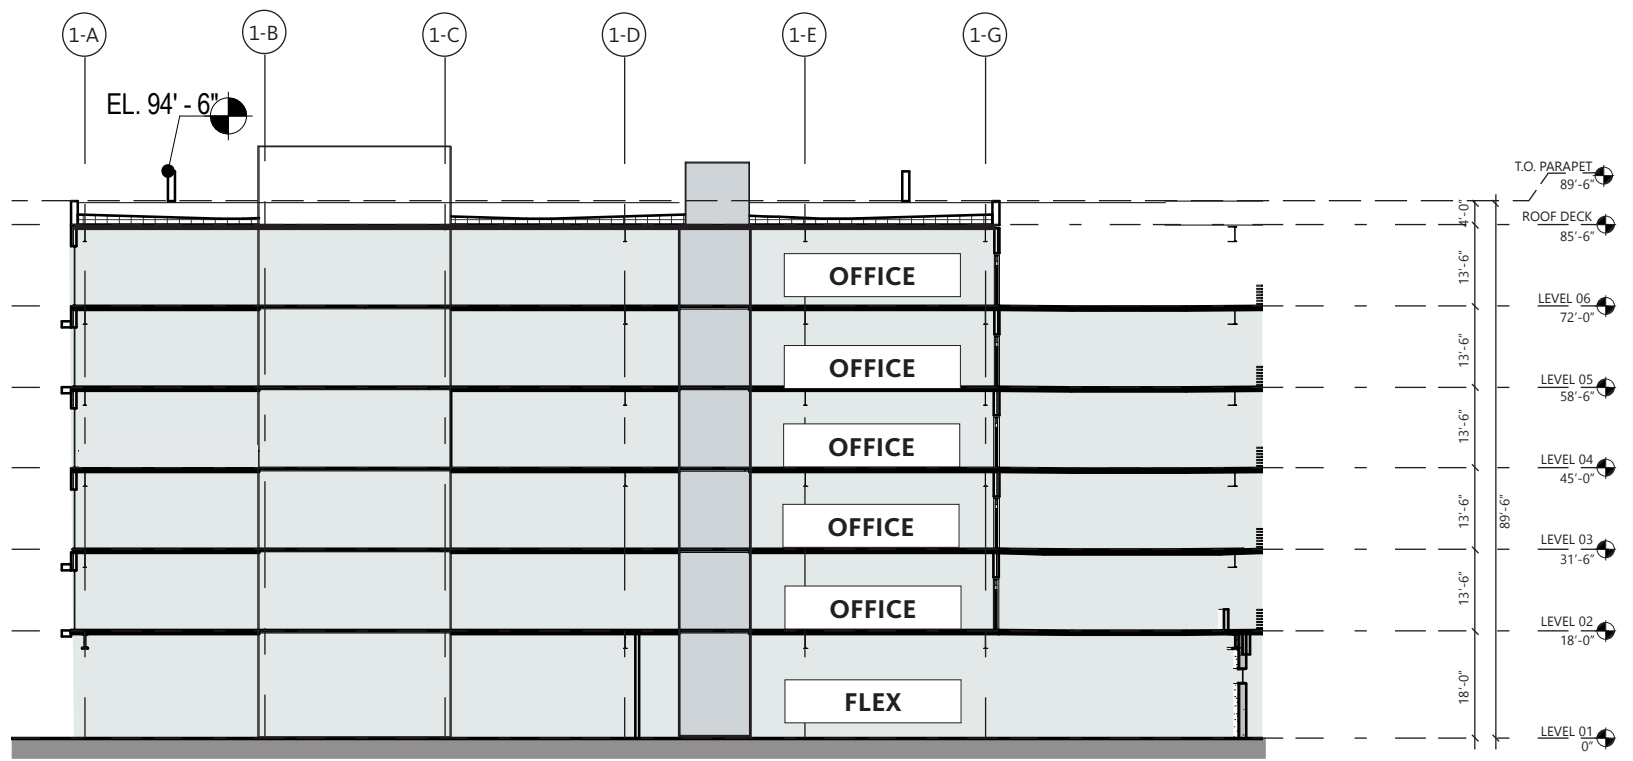 1-A
1-B
1-C
1-D
1-E
1-G
EL. 94' - 6"
T.O. PARAPET
89'-6"
4'-0"
ROOF DECK
85'-6"
OFFICE
13'-6"
LEVEL 06
72'-0"
OFFICE
13'-6"
LEVEL 05
58'-6"
OFFICE
13'-6"
LEVEL 04
45'-0"
OFFICE
13'-6"
89'-6"
LEVEL 03
31'-6"
OFFICE
13'-6"
LEVEL 02
18'-0"
FLEX
18'-0"
LEVEL 01
0"